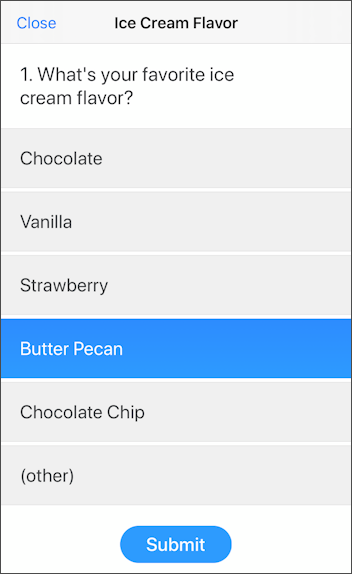 Close
Ice Cream Flavor
1. What's your favorite ice
cream flavor?
Chocolate
Vanilla
Strawberry
Butter Pecan
Chocolate Chip
(other)
Submit